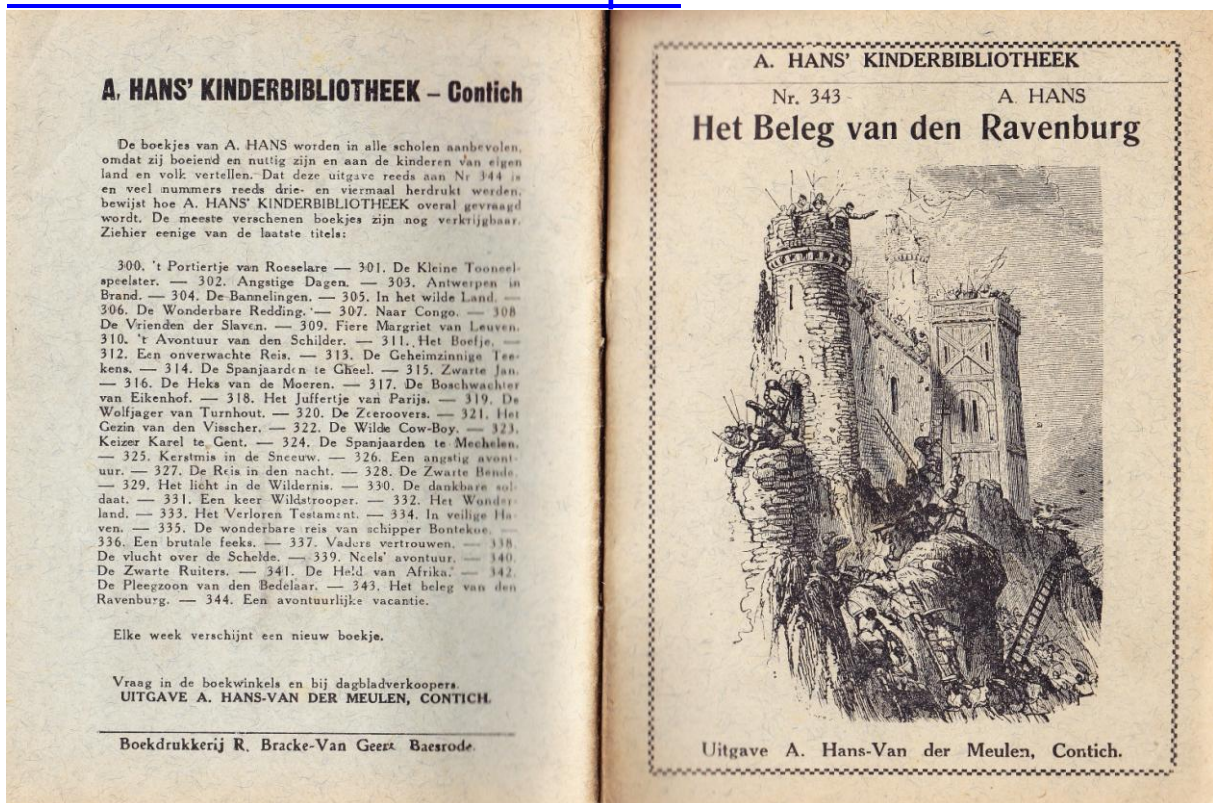 A. HANS' KINDERBIBLIOTHEEK – Contich
De boekjes van A. HANS worden in alle scholen aanbevolen,
omdat zij boeiend en nuttig zijn en aan de kinderen van eigen
land en volk vertellen. Dat deze uitgave reeds aan Nr 344 is
en veel nummers reeds drie- en viermaal herdrukt werden,
bewijst hoe A. HANS' KINDERBIBLIOTHEEK overal gevraagd
wordt. De meeste verschenen boekjes zijn nog verkrijgbaar.
Ziehier eenige van de laatste titels:
300. 't Portiertje van Roeselare — 301. De Kleine Tooneel-
speelster. — 302. Angstige Dagen. — 303. Antwerpen in
Brand. — 304. De Bannelingen. — 305. In het wilde Land. —
306. De Wonderbare Redding. — 307. Naar Congo. — 308
De Vrienden der Slaven. — 309. Fiere Margriet van Leuven.
310. 't Avontuur van den Schilder. — 311. Het Boefje. —
312. Een onverwachte Reis. — 313. De Geheimzinnige Tee-
kens. — 314. De Spanjaarden te Gheel. — 315. Zwarte Jan.
— 316. De Heks van de Moeren. — 317. De Boschwachter
van Eikenhof. — 318. Het Juffertje van Parijs. — 319. De
Wolfjager van Turnhout. — 320. De Zeeroovers. — 321. Het
Gezin van den Visscher. — 322. De Wilde Cow-Boy. — 323.
Keizer Karel te Gent. — 324. De Spanjaarden te Mechelen.
— 325. Kerstmis in de Sneeuw. — 326. Een angstig avont-
uur. — 327. De Reis in den nacht. — 328. De Zwarte Bende.
— 329. Het licht in de Wildernis. — 330. De dankbare sol-
daat. — 331. Een keer Wildstrooper. — 332. Het Wonder-
land. — 333. Het Verloren Testament. — 334. In veilige Ha-
ven. — 335. De wonderbare reis van schipper Bontekoe. —
336. Een brutale feeks. — 337. Vaders vertrouwen. — 338.
De vlucht over de Schelde. — 339. Neels' avontuur. — 340.
De Zwarte Ruiters. — 341. De Held van Afrika. — 342.
De Pleegzoon van den Bedelaar. — 343. Het beleg van den
Ravenburg. — 344. Een avontuurlijke vacantie.
Elke week verschijnt een nieuw boekje.
Vraag in de boekwinkels en bij dagbladverkoopers.
UITGAVE A. HANS-VAN DER MEULEN, CONTICH.
Boekdrukkerij R. Bracke-Van Geert Baesrode.
A. HANS' KINDERBIBLIOTHEEK
Nr. 343 A. HANS
Het Beleg van den Ravenburg
Uitgave A. Hans-Van der Meulen, Contich.